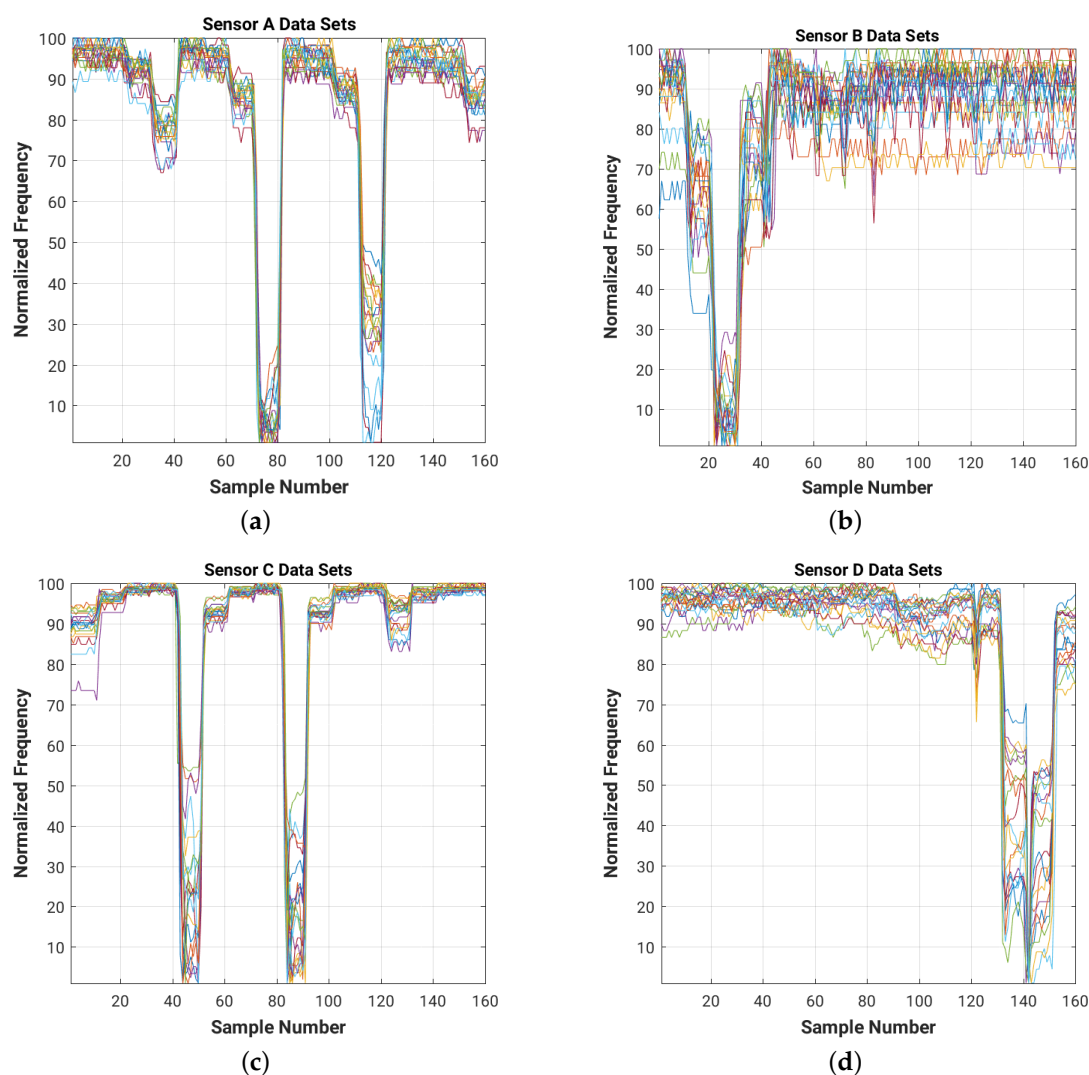 Sensor A Data Sets
100
90
80
70
60
50
40
30
20
10
Normalized Frequency
20 40 60 80 100 120 140 160
Sample Number
(a)
Sensor B Data Sets
100
90
80
70
60
50
40
30
20
10
Normalized Frequency
20 40 60 80 100 120 140 160
Sample Number
(b)
Sensor C Data Sets
100
90
80
70
60
50
40
30
20
10
Normalized Frequency
20 40 60 80 100 120 140 160
Sample Number
(c)
Sensor D Data Sets
100
90
80
70
60
50
40
30
20
10
Normalized Frequency
20 40 60 80 100 120 140 160
Sample Number
(d)